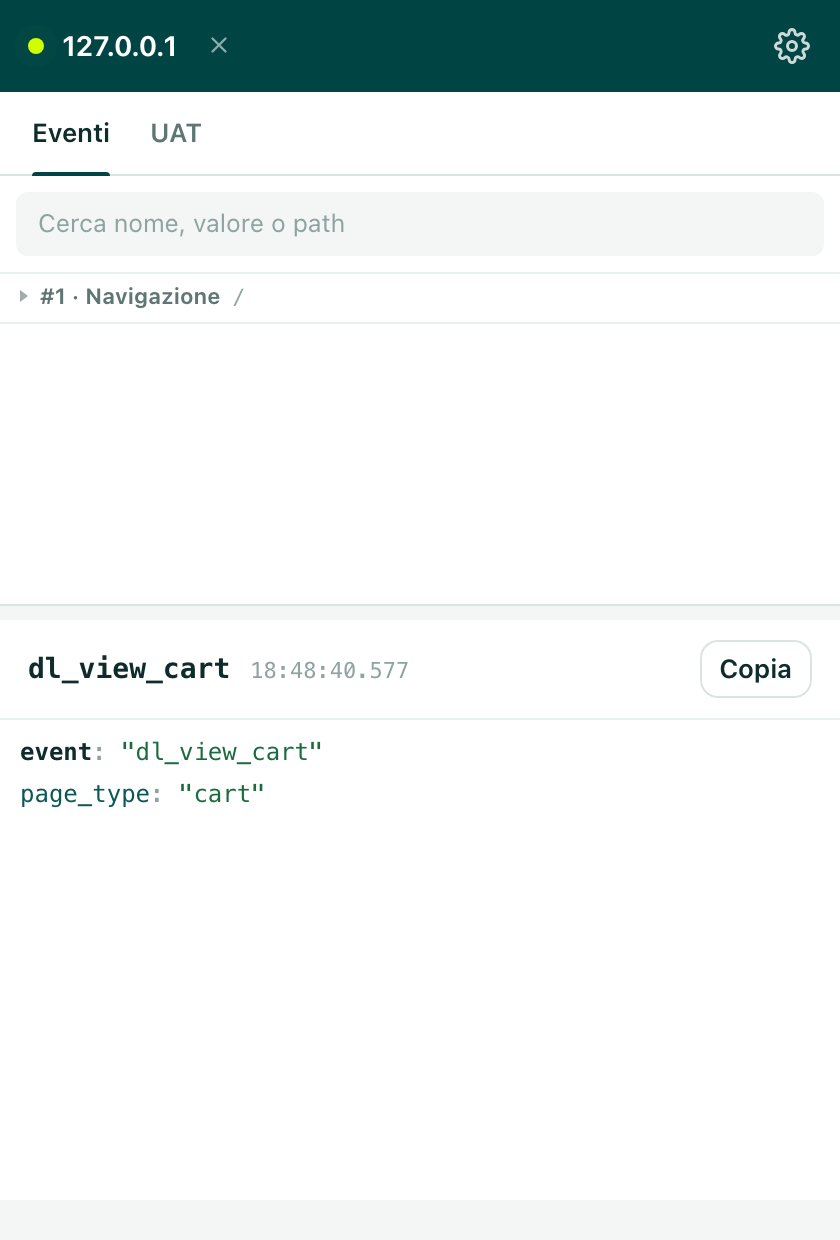 127.0.0.1 ×
Eventi UAT
Cerca nome, valore o path
#1 · Navigazione /
dl_view_cart 18:48:40.577 Copia
event: "dl_view_cart"
page_type: "cart"